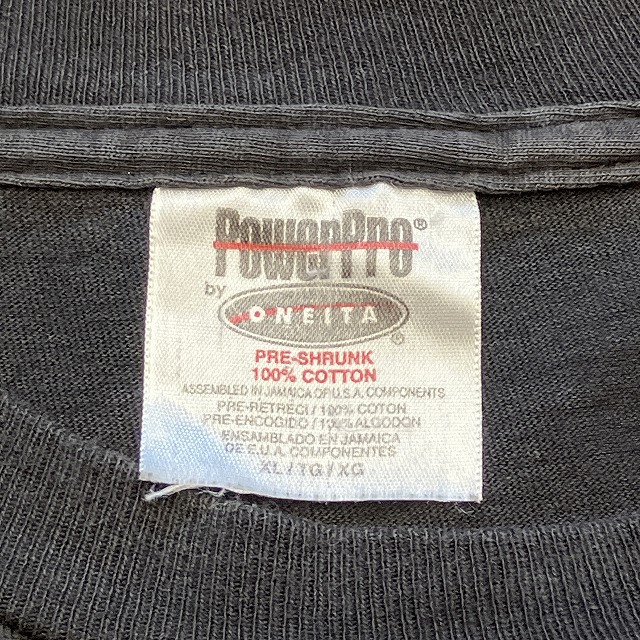 PowerPro®
by ONEITA®
PRE-SHRUNK
100% COTTON
ASSEMBLED IN JAMAICA OF U.S.A. COMPONENTS
PRE-RETRECI / 100% COTON
PRE-ENCOGIDO / 100% ALGODON
ENSAMBLADO EN JAMAICA
DE E.U.A. COMPONENTES
XL / TG / XG